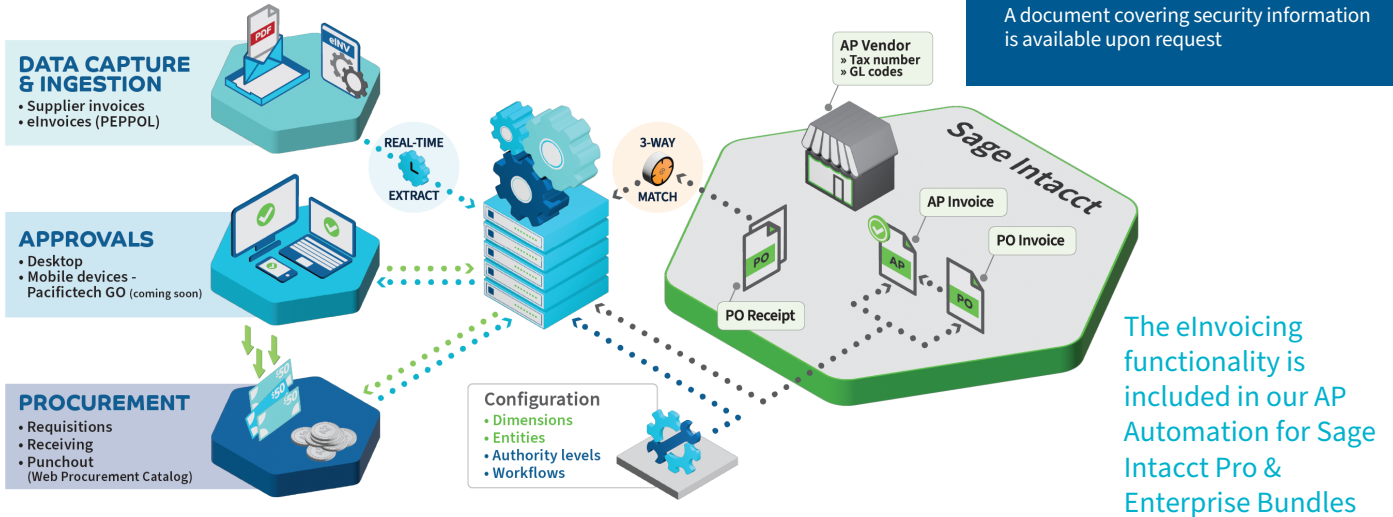 A document covering security information
is available upon request
DATA CAPTURE
& INGESTION
• Supplier invoices
• eInvoices (PEPPOL)
PDF
eINV
REAL-TIME
EXTRACT
3-WAY
MATCH
AP Vendor
» Tax number
» GL codes
Sage Intacct
AP Invoice
PO Invoice
PO
AP
PO
PO Receipt
APPROVALS
• Desktop
• Mobile devices -
Pacifictech GO (coming soon)
PROCUREMENT
• Requisitions
• Receiving
• Punchout
(Web Procurement Catalog)
$50
$50
$50
Configuration
• Dimensions
• Entities
• Authority levels
• Workflows
The eInvoicing
functionality is
included in our AP
Automation for Sage
Intacct Pro &
Enterprise Bundles